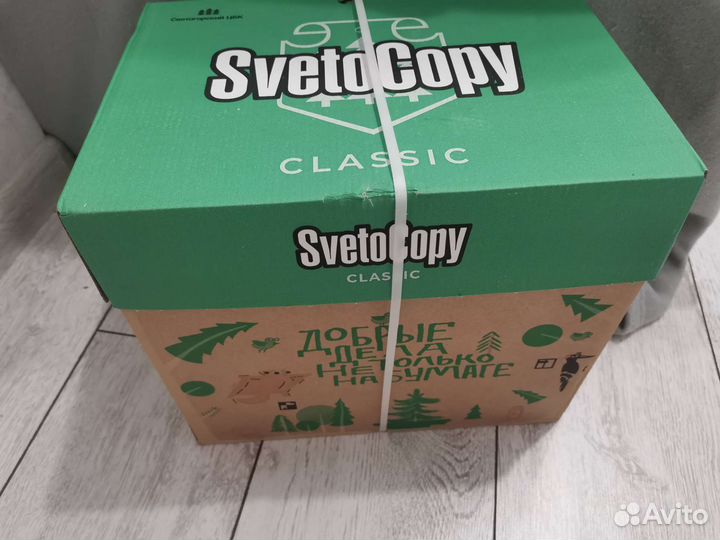 Светогорский ЦБК
SvetoCopy
CLASSIC
SvetoCopy
CLASSIC
ДОБРЫЕ
ДЕЛА
НЕ ТОЛЬКО
НА БУМАГЕ
Avito